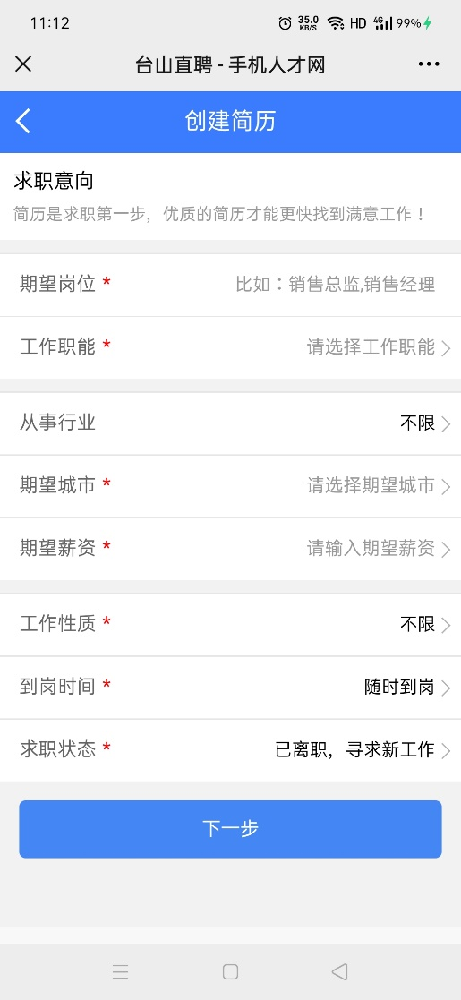 11:12
35.0 KB/S HD 4G 99%
台山直聘 - 手机人才网
创建简历
求职意向
简历是求职第一步，优质的简历才能更快找到满意工作！
期望岗位 * 比如：销售总监,销售经理
工作职能 * 请选择工作职能
从事行业 不限
期望城市 * 请选择期望城市
期望薪资 * 请输入期望薪资
工作性质 * 不限
到岗时间 * 随时到岗
求职状态 * 已离职，寻求新工作
下一步